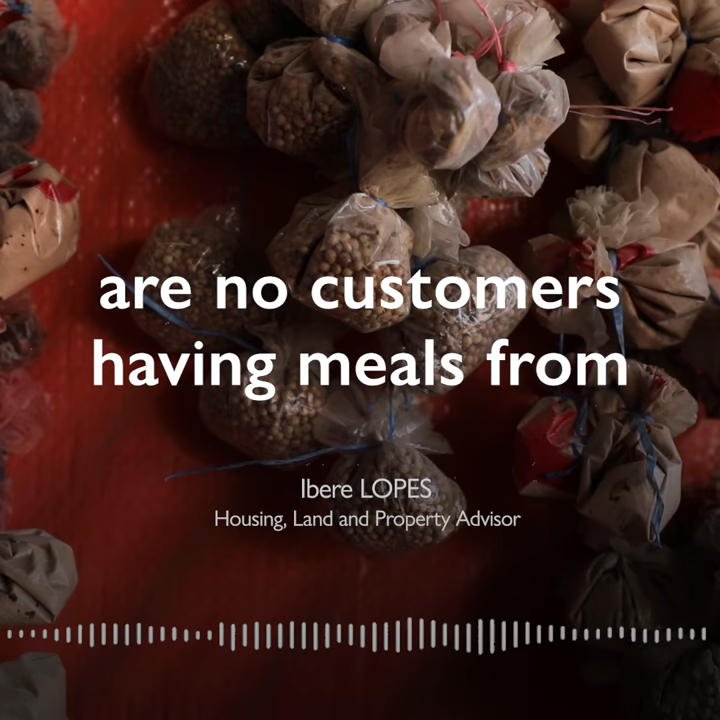 are no customers
having meals from
Ibere LOPES
Housing, Land and Property Advisor